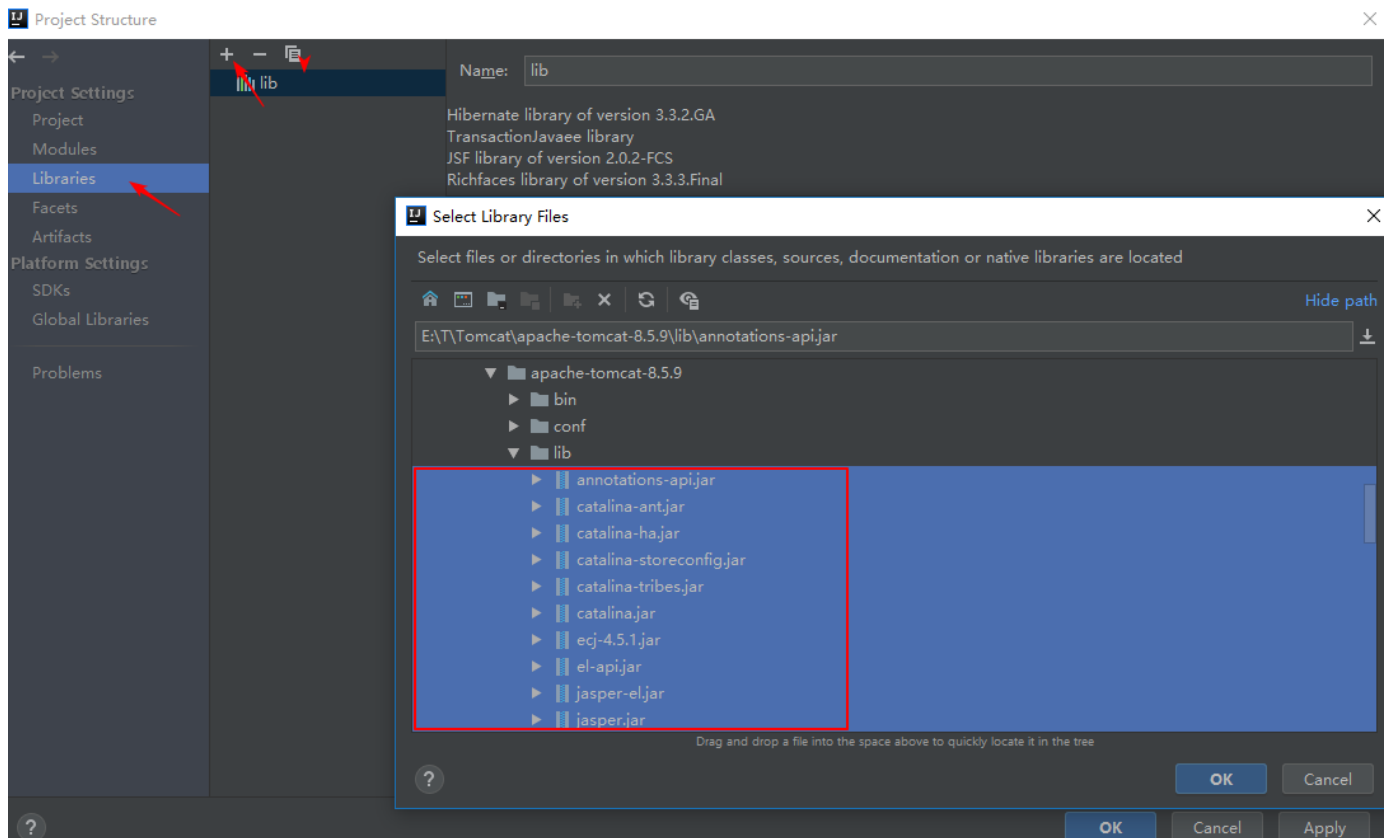 Project Structure
Project Settings
Project
Modules
Libraries
Facets
Artifacts
Platform Settings
SDKs
Global Libraries
Problems
lib
Name: lib
Hibernate library of version 3.3.2.GA
TransactionJavaee library
JSF library of version 2.0.2-FCS
Richfaces library of version 3.3.3.Final
Select Library Files
Select files or directories in which library classes, sources, documentation or native libraries are located
Hide path
E:\T\Tomcat\apache-tomcat-8.5.9\lib\annotations-api.jar
apache-tomcat-8.5.9
bin
conf
lib
annotations-api.jar
catalina-ant.jar
catalina-ha.jar
catalina-storeconfig.jar
catalina-tribes.jar
catalina.jar
ecj-4.5.1.jar
el-api.jar
jasper-el.jar
jasper.jar
Drag and drop a file into the space above to quickly locate it in the tree
? OK Cancel
? OK Cancel Apply